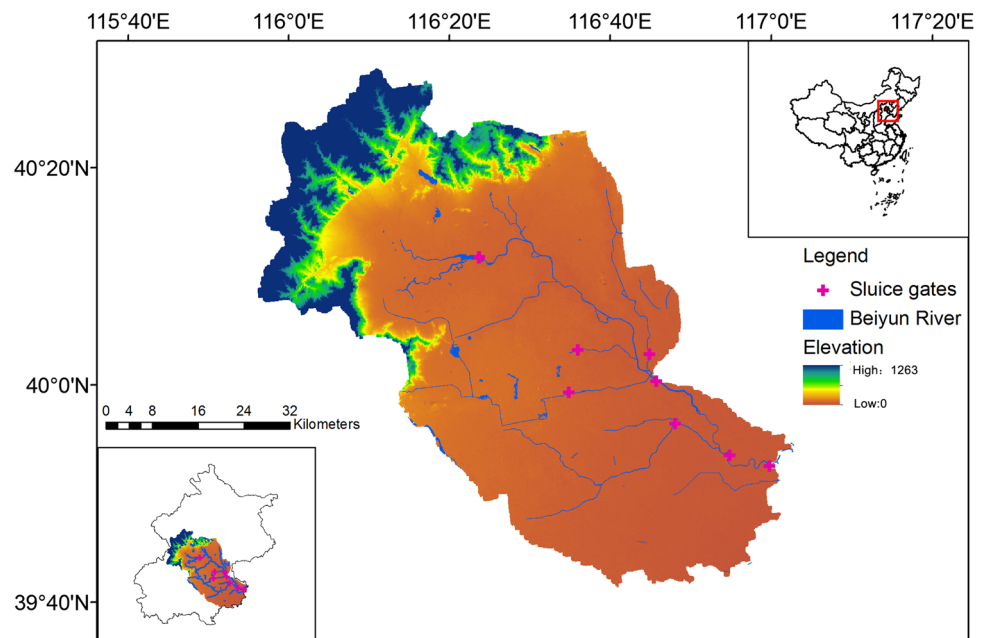 115°40'E 116°0'E 116°20'E 116°40'E 117°0'E 117°20'E
40°20'N
40°0'N
39°40'N
Legend
Sluice gates
Beiyun River
Elevation
High: 1263
Low:0
0 4 8 16 24 32
Kilometers